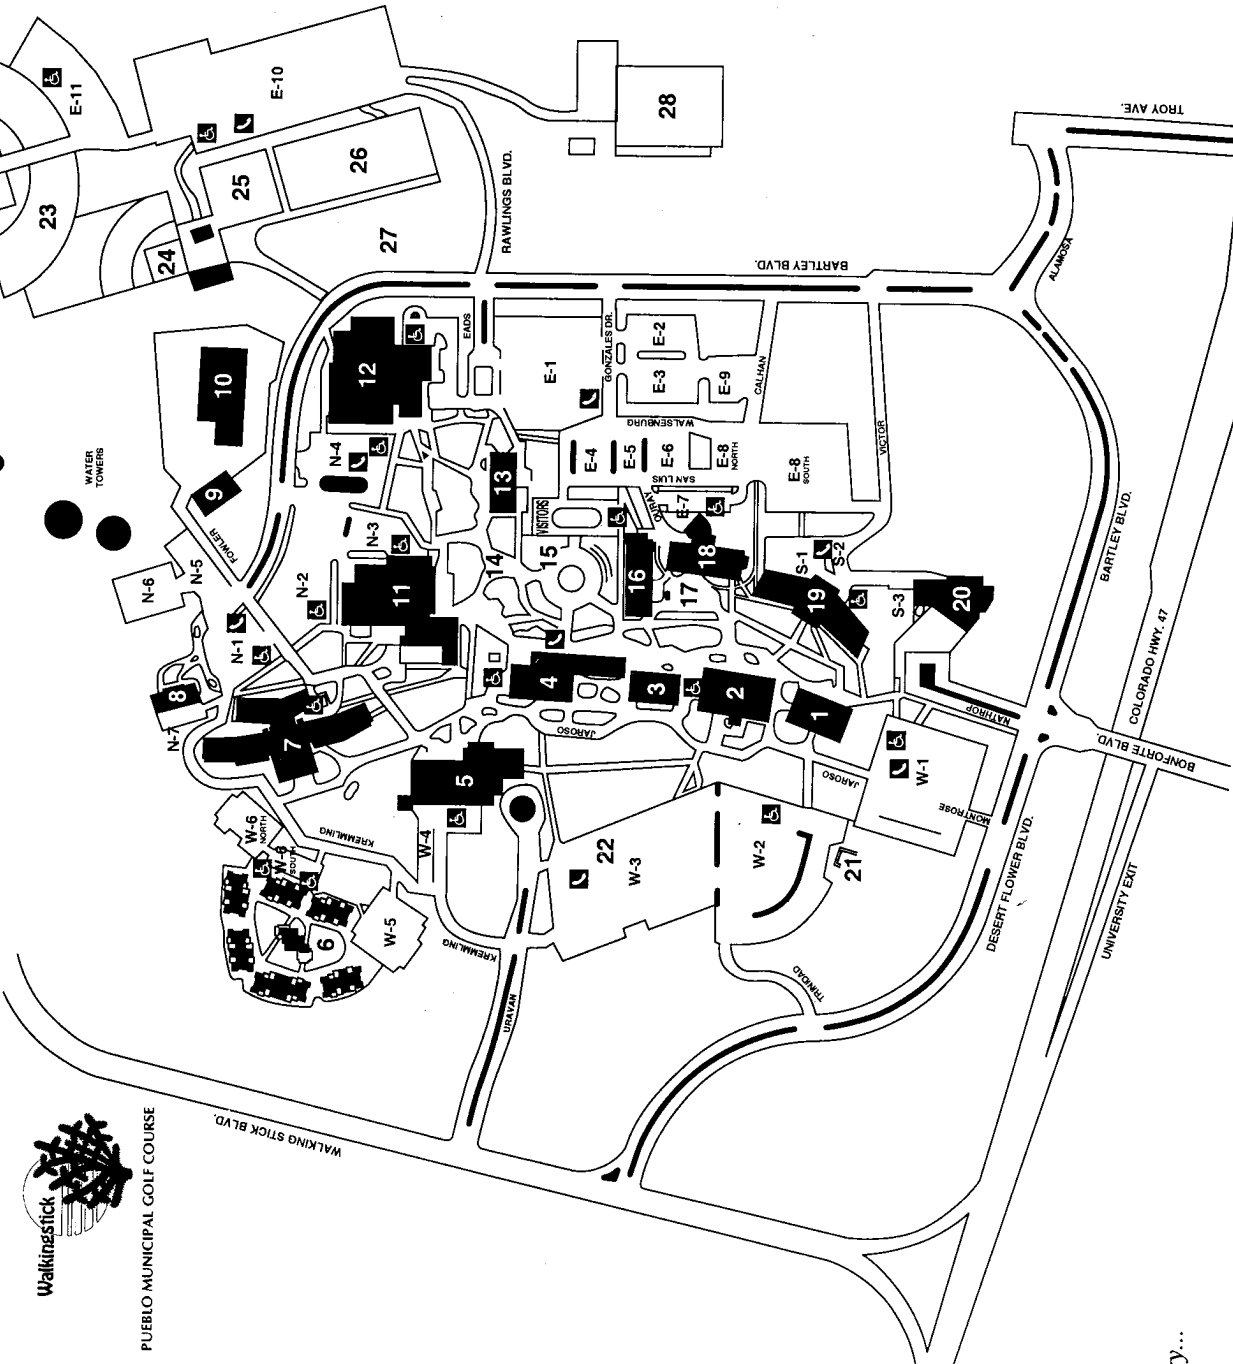 E-11
E-10
23
24
25
26
27
28
RAWLINGS BLVD.
TROY AVE.
ALAMOSA
BARTLEY BLVD.
WATER
TOWERS
10
9
FOWLER
12
EADS
N-4
13
E-1
GONZALES DR.
E-2
E-3
E-9
CALHAN
WALSENBURG
VICTOR
E-4
E-5
E-6
E-8
NORTH
E-8
SOUTH
SAN LUIS
OURAY
E-7
VISITORS
N-6
N-5
N-3
N-2
N-1
11
14
15
16
17
18
S-1
S-2
19
S-3
20
BARTLEY BLVD.
COLORADO HWY. 47
8
N-7
7
4
3
2
1
JAROSO
NATHROP
BONFORTE BLVD.
5
W-4
KREMMLING
W-6
NORTH
W-6
SOUTH
6
W-5
KREMMLING
22
W-3
W-2
21
JAROSO
W-1
MONTROSE
DESERT FLOWER BLVD.
UNIVERSITY EXIT
TRINIDAD
URAVAN
WALKING STICK BLVD.
Walkingstick
PUEBLO MUNICIPAL GOLF COURSE
y...